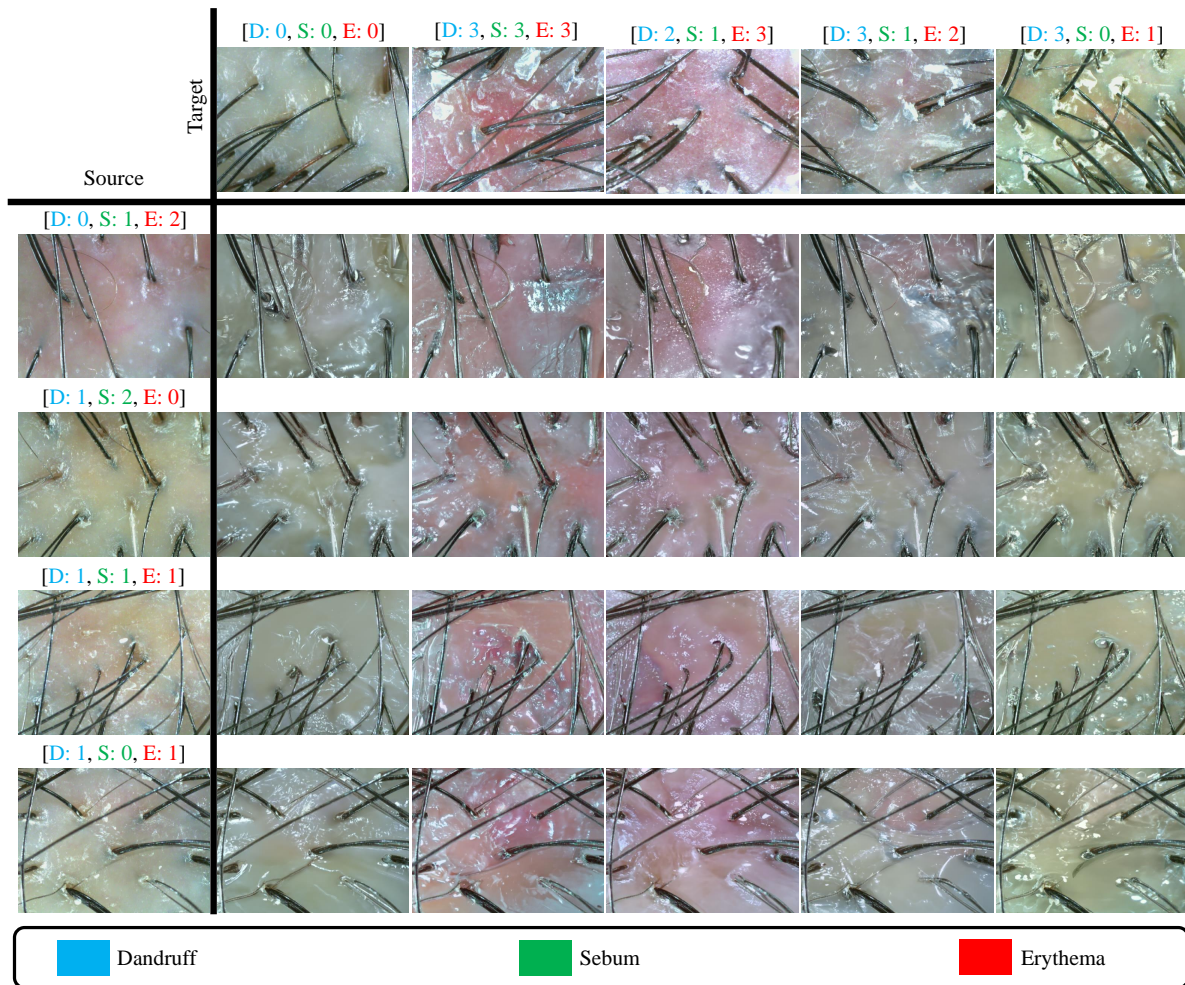 [D: 0, S: 0, E: 0] [D: 3, S: 3, E: 3] [D: 2, S: 1, E: 3] [D: 3, S: 1, E: 2] [D: 3, S: 0, E: 1]
Target
Source
[D: 0, S: 1, E: 2]
[D: 1, S: 2, E: 0]
[D: 1, S: 1, E: 1]
[D: 1, S: 0, E: 1]
Dandruff Sebum Erythema